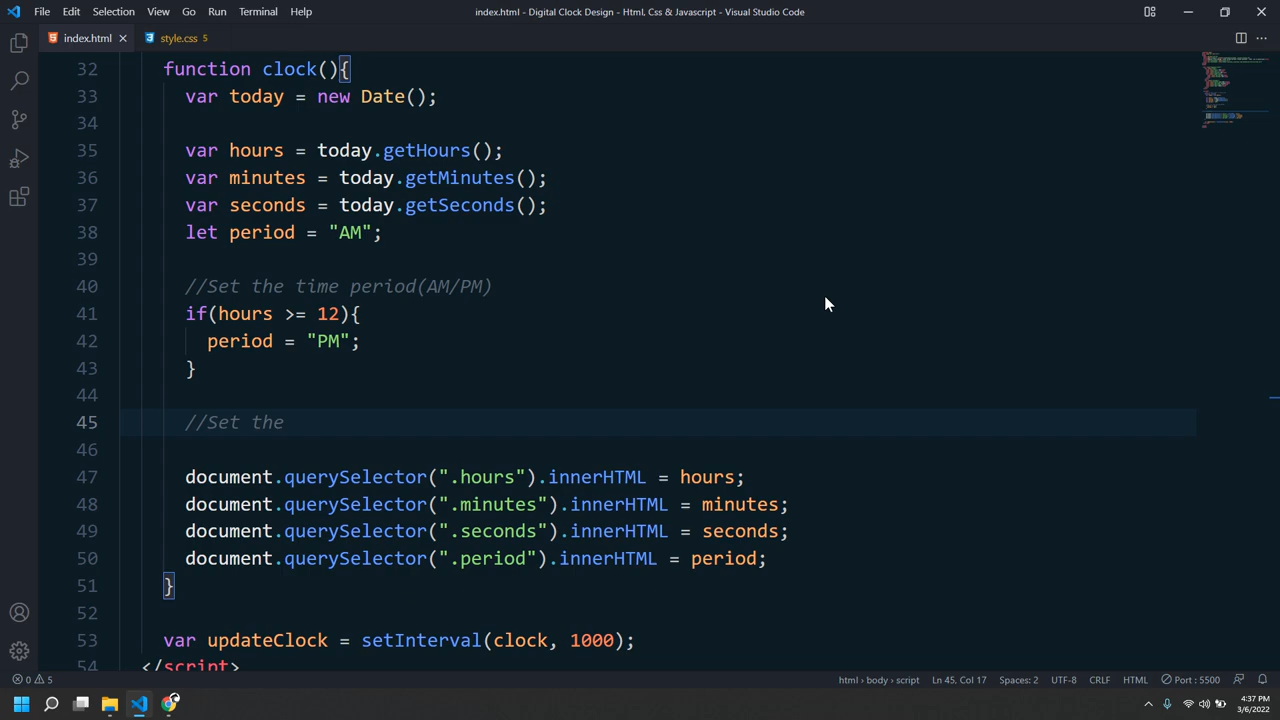 File Edit Selection View Go Run Terminal Help index.html - Digital Clock Design - Html, Css & Javascript - Visual Studio Code
index.html style.css 5
32 function clock(){
33 var today = new Date();
34
35 var hours = today.getHours();
36 var minutes = today.getMinutes();
37 var seconds = today.getSeconds();
38 let period = "AM";
39
40 //Set the time period(AM/PM)
41 if(hours >= 12){
42 period = "PM";
43 }
44
45 //Set the
46
47 document.querySelector(".hours").innerHTML = hours;
48 document.querySelector(".minutes").innerHTML = minutes;
49 document.querySelector(".seconds").innerHTML = seconds;
50 document.querySelector(".period").innerHTML = period;
51 }
52
53 var updateClock = setInterval(clock, 1000);
54 </script>
0 5 html › body › script Ln 45, Col 17 Spaces: 2 UTF-8 CRLF HTML Port : 5500
4:37 PM
3/6/2022